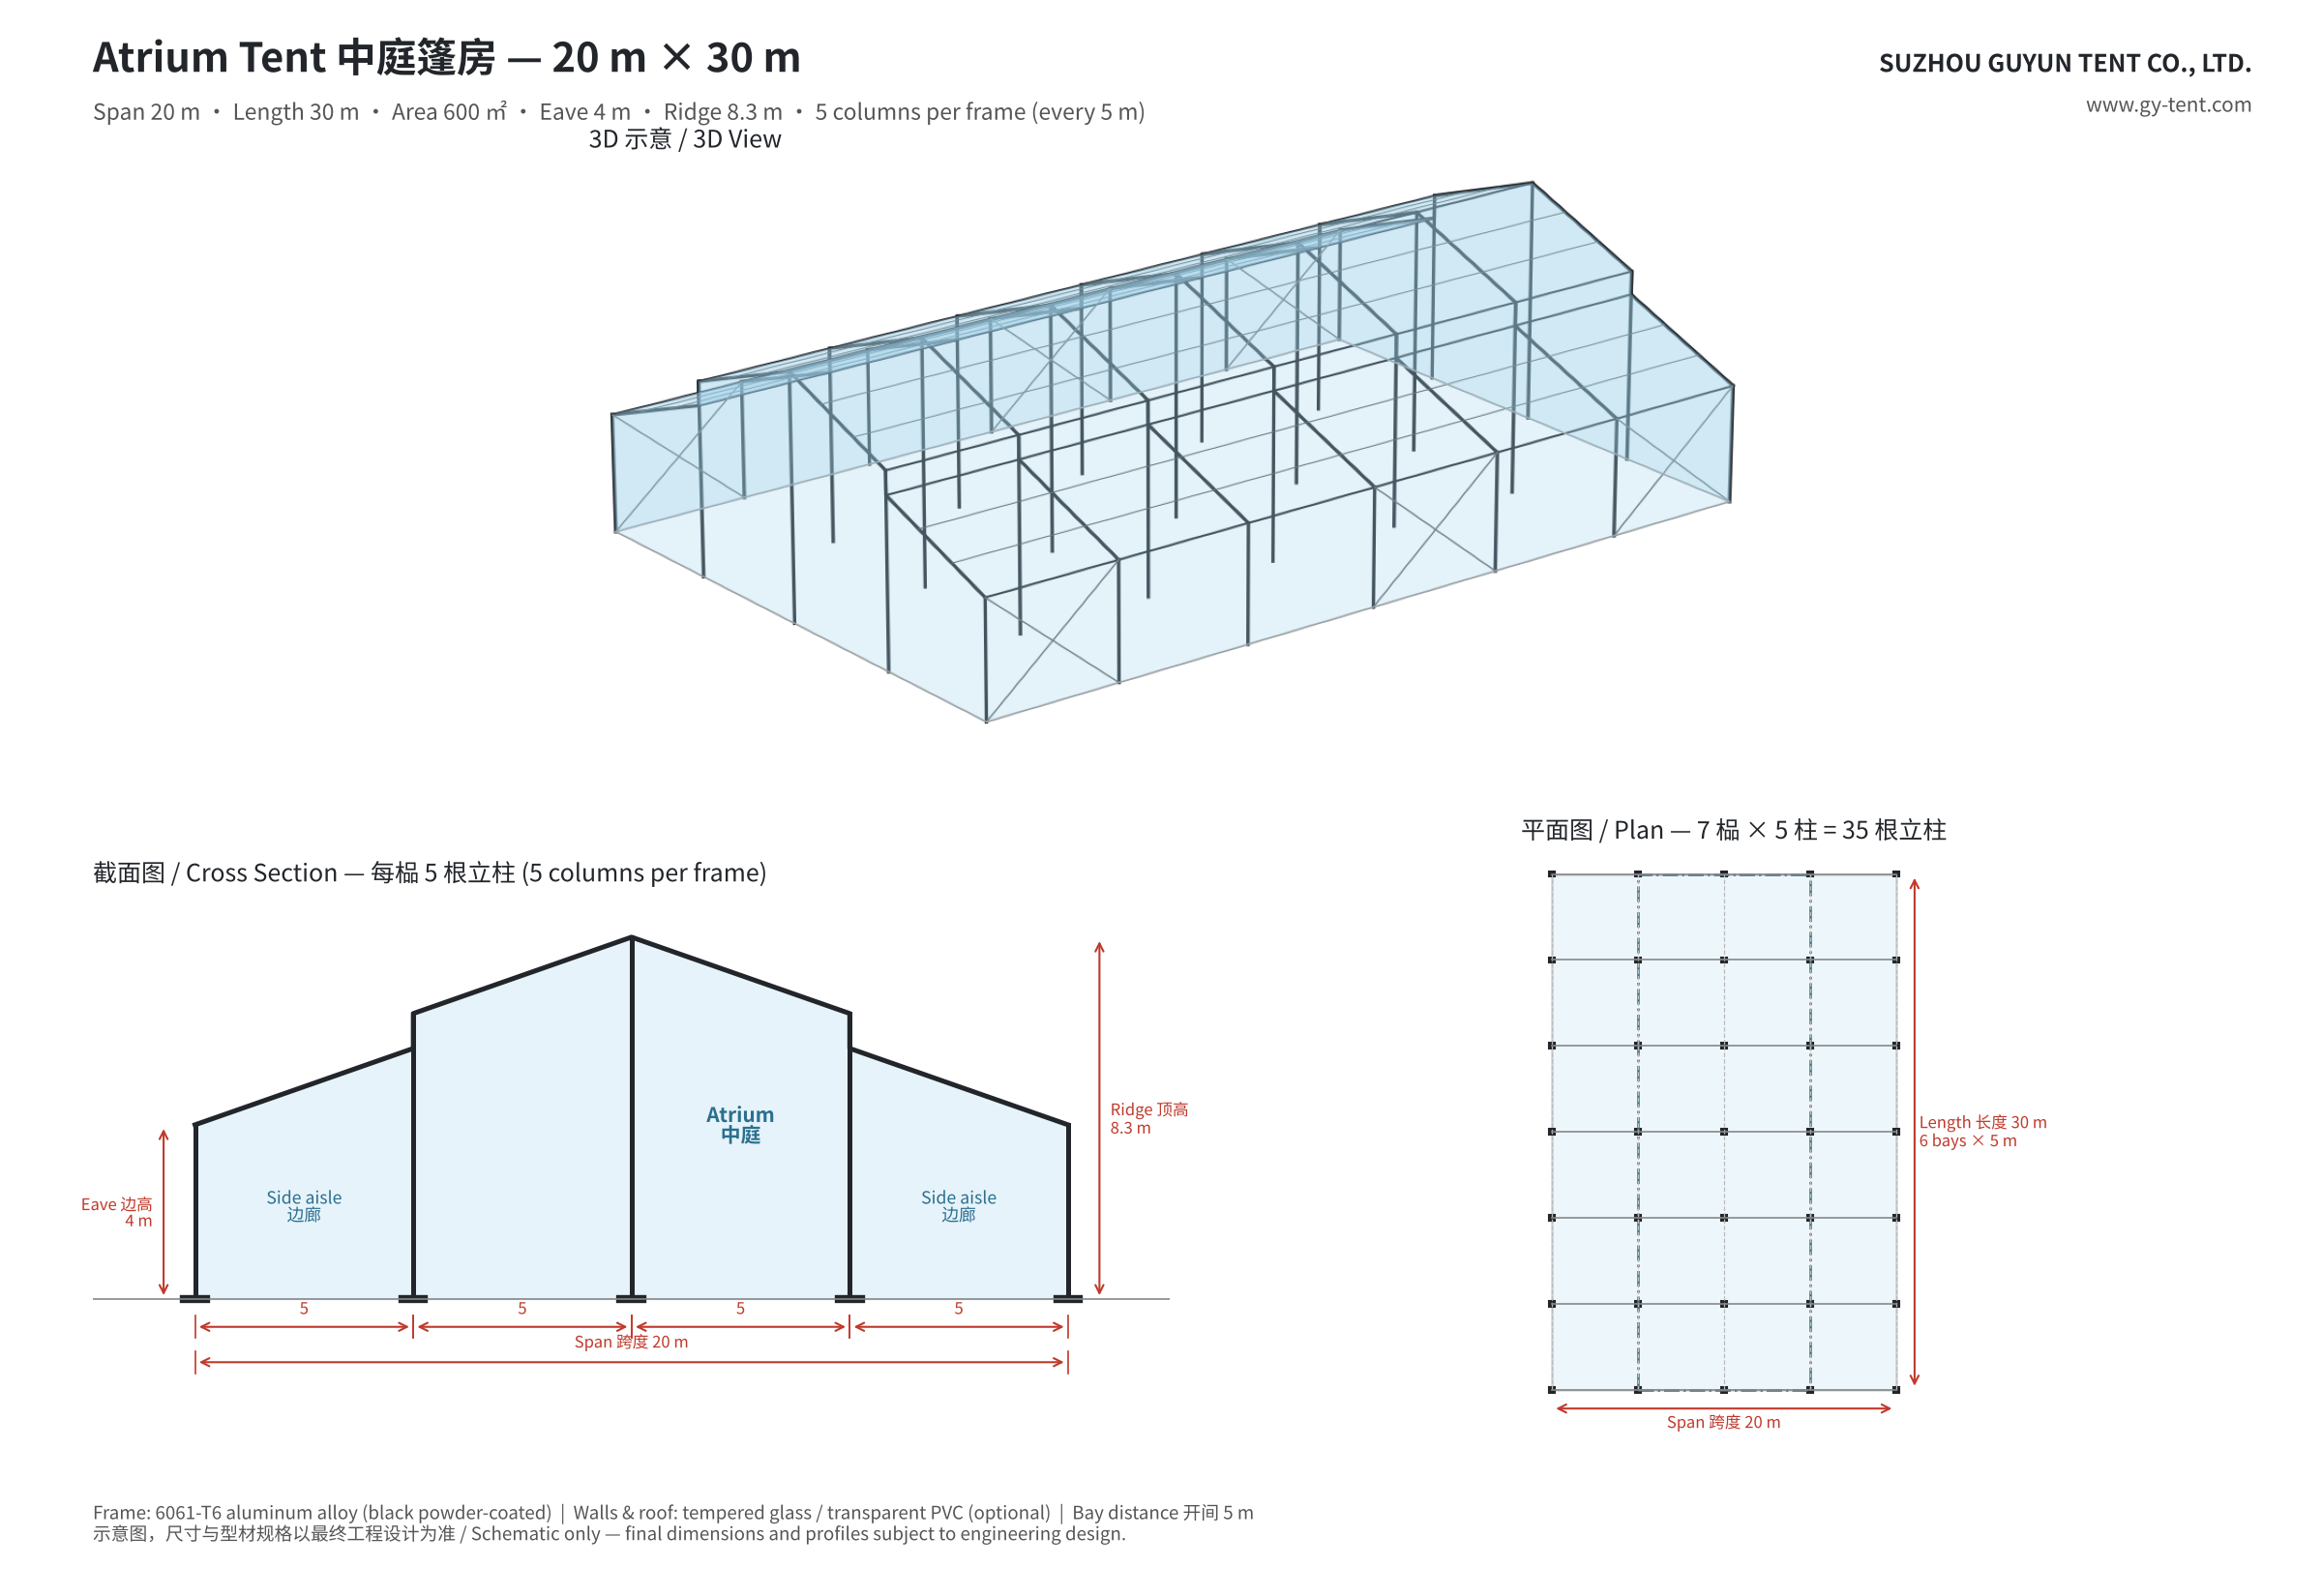 Atrium Tent 中庭篷房 — 20 m × 30 m
SUZHOU GUYUN TENT CO., LTD.
Span 20 m · Length 30 m · Area 600 ㎡ · Eave 4 m · Ridge 8.3 m · 5 columns per frame (every 5 m)
www.gy-tent.com
3D 示意 / 3D View
截面图 / Cross Section — 每榀 5 根立柱 (5 columns per frame)
Atrium
中庭
Side aisle
边廊
Side aisle
边廊
Eave 边高
4 m
Ridge 顶高
8.3 m
5
5
5
5
Span 跨度 20 m
平面图 / Plan — 7 榀 × 5 柱 = 35 根立柱
Length 长度 30 m
6 bays × 5 m
Span 跨度 20 m
Frame: 6061-T6 aluminum alloy (black powder-coated) | Walls & roof: tempered glass / transparent PVC (optional) | Bay distance 开间 5 m
示意图，尺寸与型材规格以最终工程设计为准 / Schematic only — final dimensions and profiles subject to engineering design.